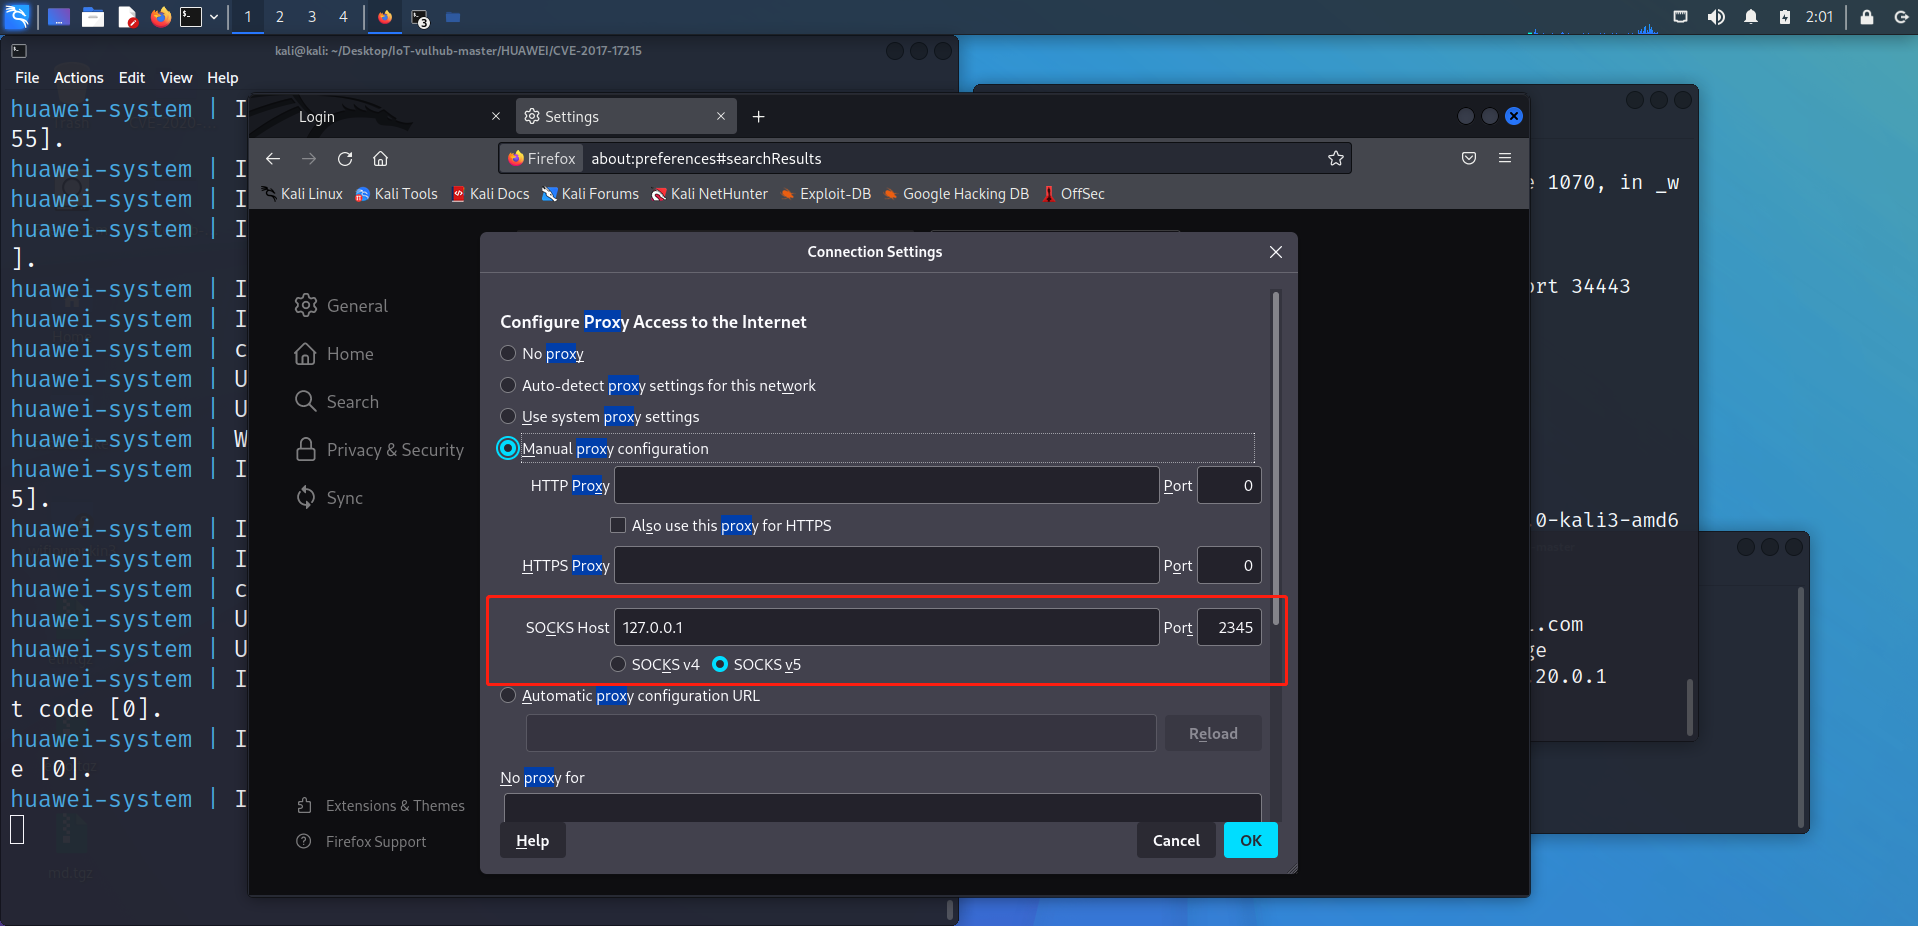 1 2 3 4 3 2:01
kali@kali: ~/Desktop/IoT-vulhub-master/HUAWEI/CVE-2017-17215
File Actions Edit View Help
huawei-system | I
55].
huawei-system | I
huawei-system | I
huawei-system | I
].
huawei-system | I
huawei-system | I
huawei-system | c
huawei-system | U
huawei-system | U
huawei-system | W
huawei-system | I
5].
huawei-system | I
huawei-system | I
huawei-system | c
huawei-system | U
huawei-system | U
huawei-system | I
t code [0].
huawei-system | I
e [0].
huawei-system | I
md.tgz
Login
Settings
Firefox about:preferences#searchResults
Kali Linux Kali Tools Kali Docs Kali Forums Kali NetHunter Exploit-DB Google Hacking DB OffSec
General
Home
Search
Privacy & Security
Sync
Extensions & Themes
Firefox Support
Connection Settings
Configure Proxy Access to the Internet
No proxy
Auto-detect proxy settings for this network
Use system proxy settings
Manual proxy configuration
HTTP Proxy Port 0
Also use this proxy for HTTPS
HTTPS Proxy Port 0
SOCKS Host 127.0.0.1 Port 2345
SOCKS v4 SOCKS v5
Automatic proxy configuration URL
Reload
No proxy for
Help Cancel OK
e 1070, in _w
ort 34443
.0-kali3-amd6
.com
ge
20.0.1